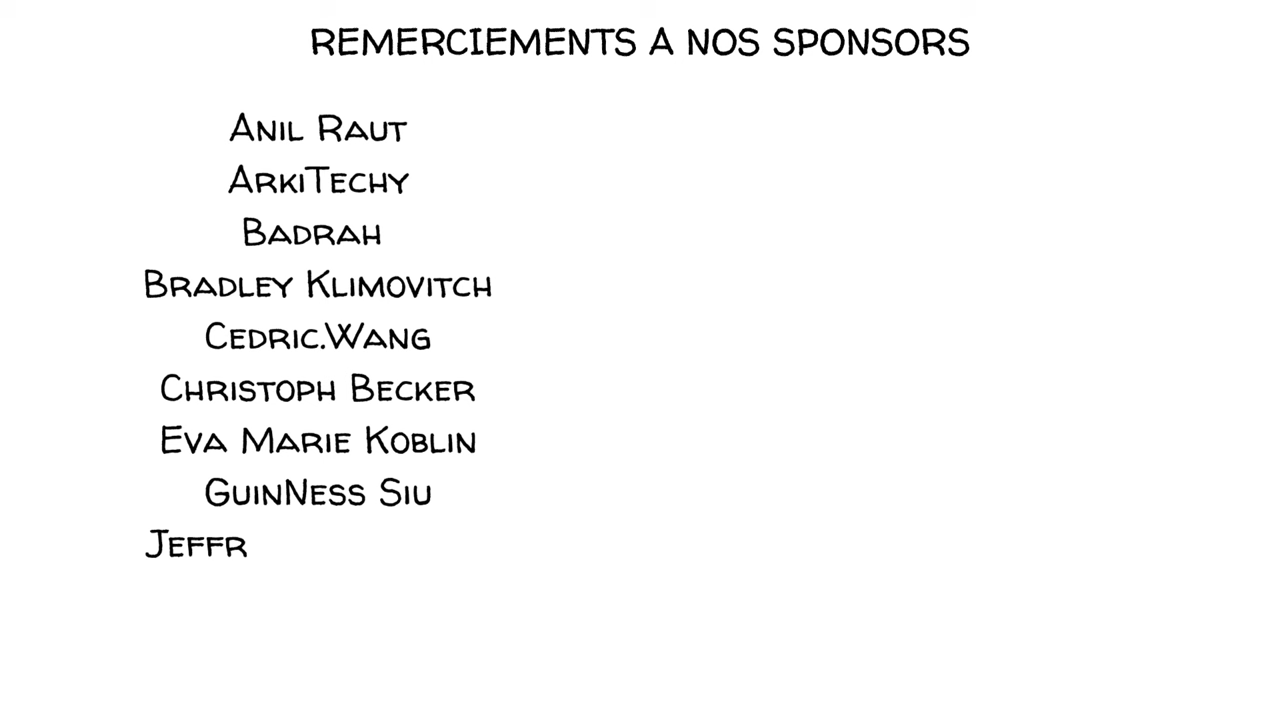 REMERCIEMENTS A NOS SPONSORS
Anil Raut
ArkiTechy
Badrah
Bradley Klimovitch
Cedric.Wang
Christoph Becker
Eva Marie Koblin
GuinNess Siu
Jeffr